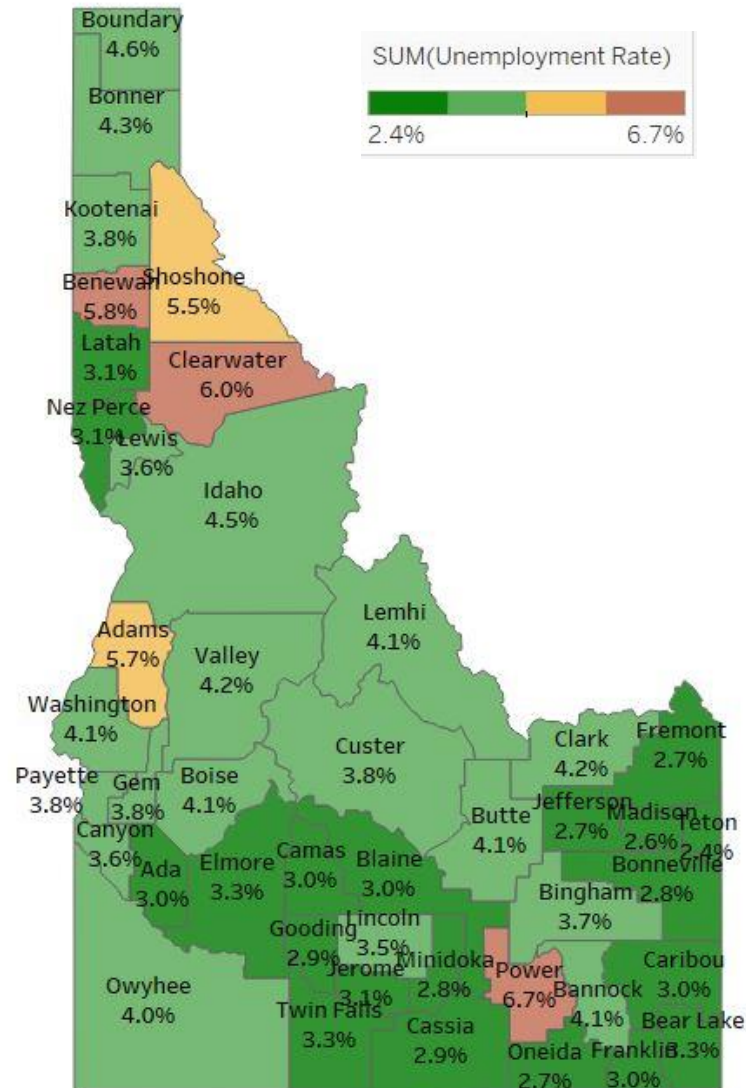 Boundary
4.6%
SUM(Unemployment Rate)
2.4%
6.7%
Bonner
4.3%
Kootenai
3.8%
Benewah
5.8%
Shoshone
5.5%
Latah
3.1%
Clearwater
6.0%
Nez Perce
3.1%
Lewis
3.6%
Idaho
4.5%
Lemhi
4.1%
Adams
5.7%
Valley
4.2%
Washington
4.1%
Custer
3.8%
Clark
4.2%
Fremont
2.7%
Payette
3.8%
Gem
3.8%
Boise
4.1%
Butte
4.1%
Jefferson
2.7%
Madison
2.6%
Teton
2.4%
Canyon
3.6%
Ada
3.0%
Elmore
3.3%
Camas
3.0%
Blaine
3.0%
Bonneville
2.8%
Bingham
3.7%
Gooding
2.9%
Lincoln
3.5%
Jerome
3.1%
Minidoka
2.8%
Power
6.7%
Bannock
4.1%
Caribou
3.0%
Owyhee
4.0%
Twin Falls
3.3%
Cassia
2.9%
Oneida
2.7%
Franklin
3.0%
Bear Lake
3.3%